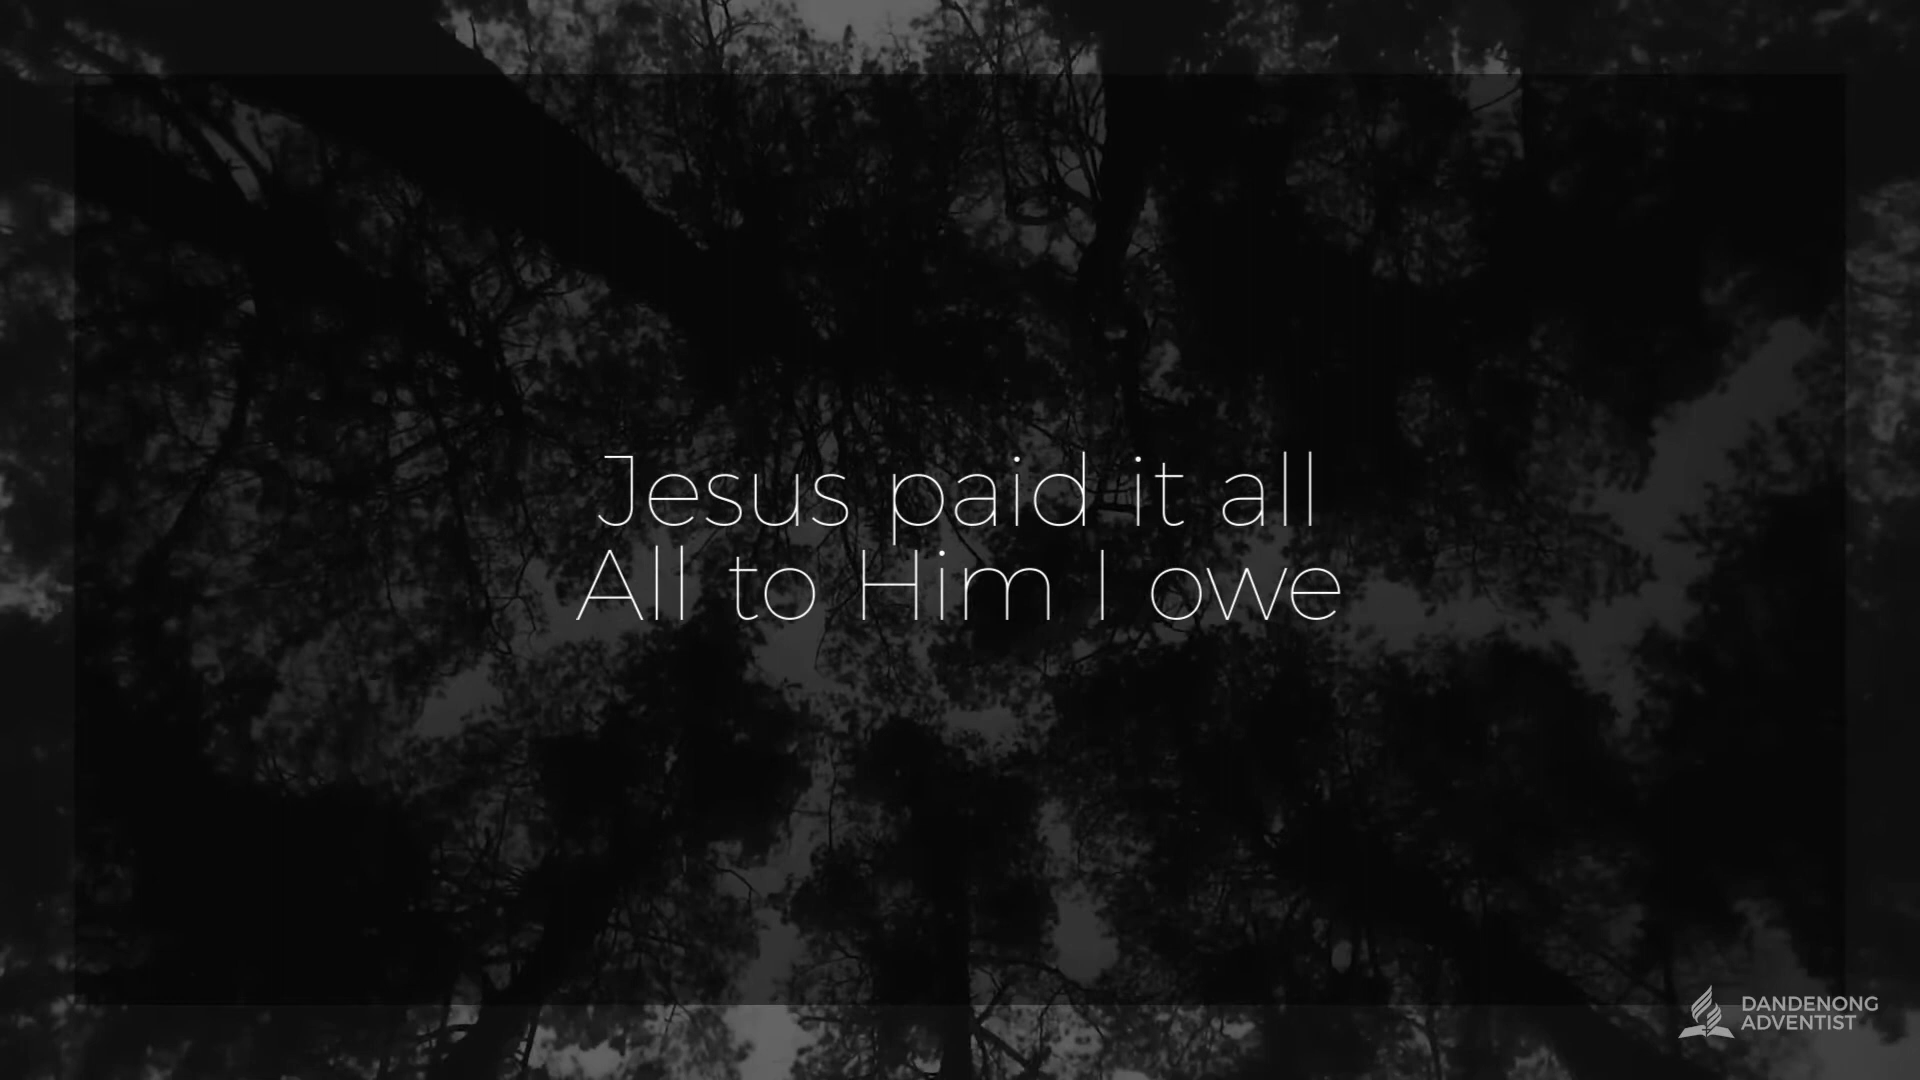 Jesus paid it all
All to Him I owe
DANDENONG
ADVENTIST